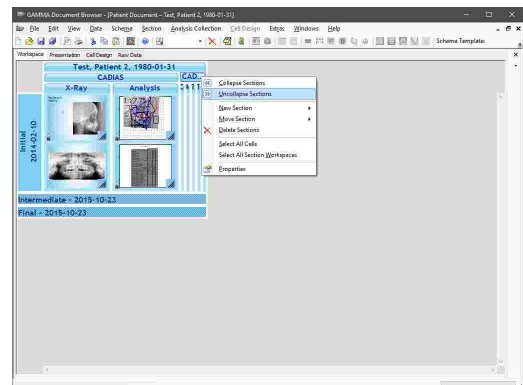 GAMMA Document Browser - [Patient Document - Test, Patient 2, 1980-01-31]
File Edit View Data Schema Section Analysis Collection Cell Design Extras Windows Help
Schema Template:
Workspace Presentation Cell Design Raw Data
Test, Patient 2, 1980-01-31
CADIAS CAD...
X-Ray Analysis
Initial
2014-02-10
Collapse Sections
Uncollapse Sections
New Section
Move Section
Delete Sections
Select All Cells
Select All Section Workspaces
Properties
Intermediate - 2015-10-23
Final - 2015-10-23